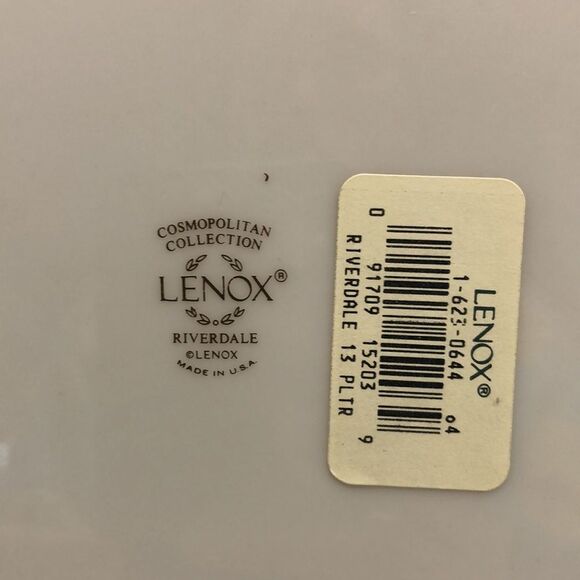 COSMOPOLITAN
COLLECTION
LENOX®
RIVERDALE
©LENOX
MADE IN U.S.A.
LENOX®
1-623-0644
04
0 91709 15203 9
RIVERDALE 13 PLTR